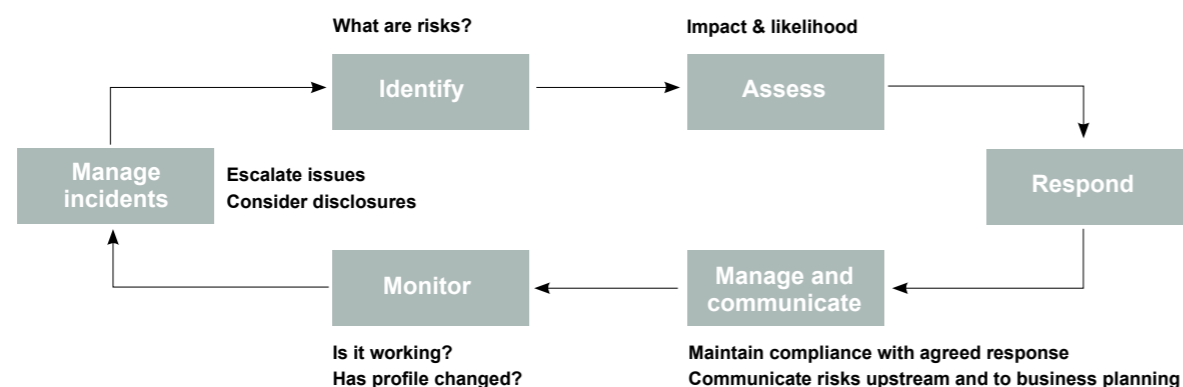 What are risks?
Impact & likelihood
Identify
Assess
Manage
incidents
Escalate issues
Consider disclosures
Respond
Monitor
Manage and
communicate
Is it working?
Has profile changed?
Maintain compliance with agreed response
Communicate risks upstream and to business planning